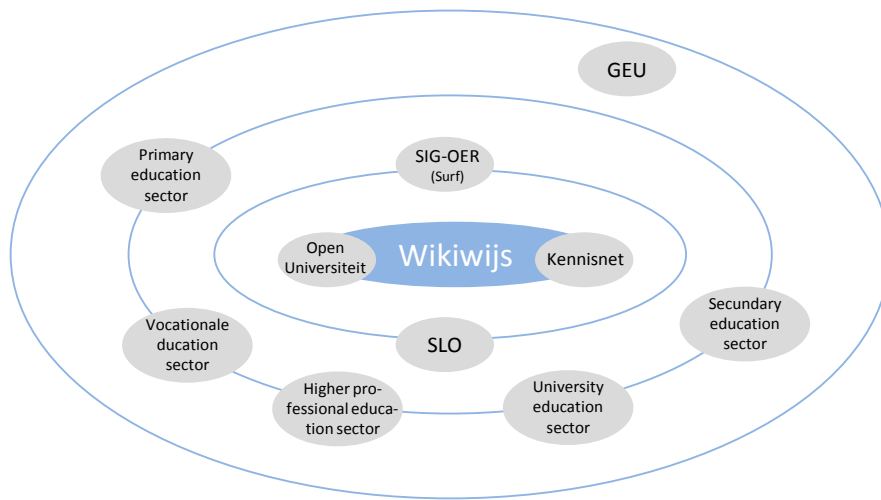 GEU
Primary
education
sector
SIG-OER
(Surf)
Open
Universiteit
Wikiwijs
Kennisnet
Secundary
education
sector
Vocationale
ducation
sector
SLO
Higher pro-
fessional educa-
tion sector
University
education
sector